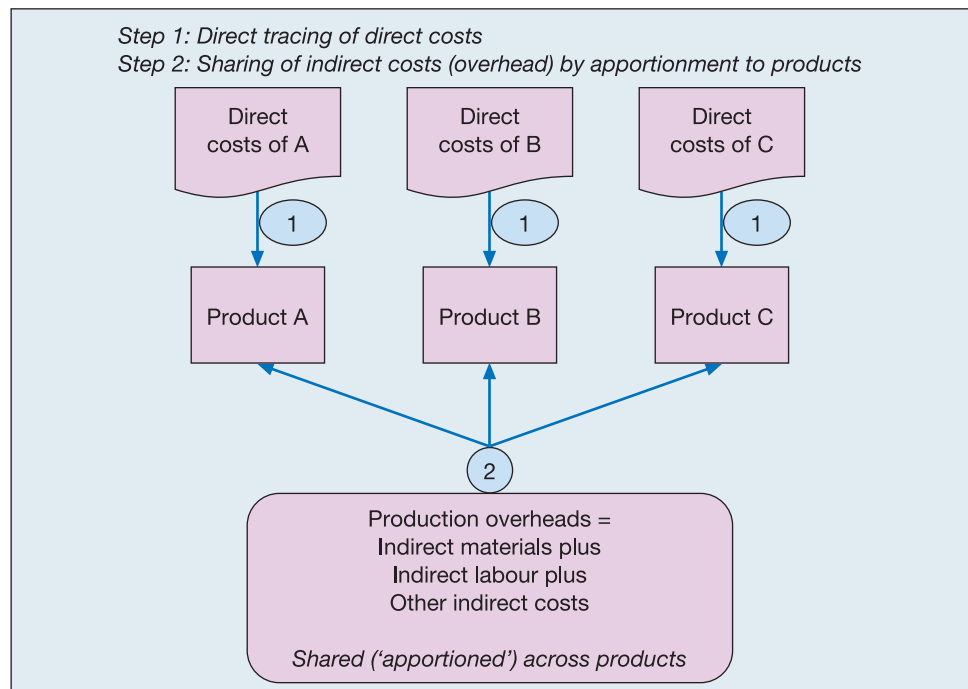 Step 1: Direct tracing of direct costs
Step 2: Sharing of indirect costs (overhead) by apportionment to products
Direct
costs of A
Direct
costs of B
Direct
costs of C
1
1
1
Product A
Product B
Product C
2
Production overheads =
Indirect materials plus
Indirect labour plus
Other indirect costs
Shared (‘apportioned’) across products